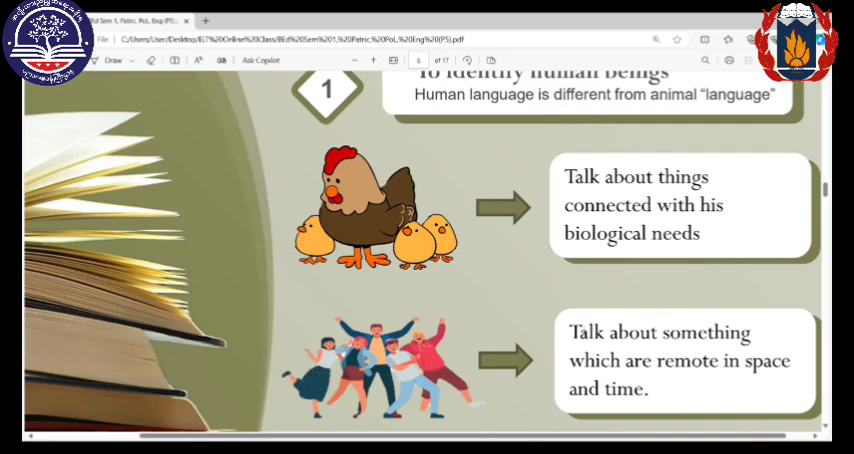 Ed Sem 1, Patric, PoL, Eng (P5).
File
C:/Users/User/Desktop/ELT%20Online%20Class/BEd%20Sem%201,%20Patric,%20PoL,%20Eng(P5).pdf
Draw
Ask Copilot
6 of 17
1
To identify human beings
Human language is different from animal “language”
Talk about things
connected with his
biological needs
Talk about something
which are remote in space
and time.